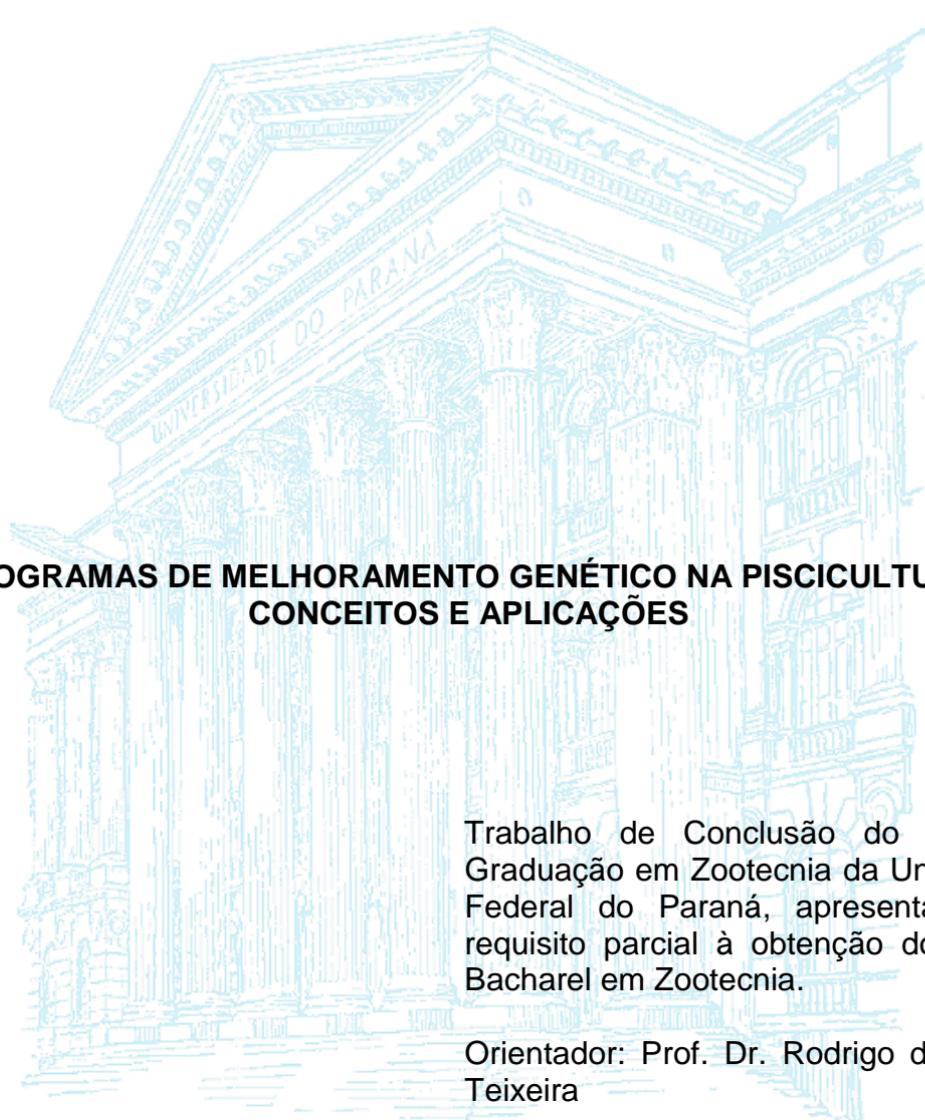 UNIVERSIDADE DO PARANÁ
OGRAMAS DE MELHORAMENTO GENÉTICO NA PISCICULTU
CONCEITOS E APLICAÇÕES
Trabalho de Conclusão do
Graduação em Zootecnia da Un
Federal do Paraná, apresenta
requisito parcial à obtenção do
Bacharel em Zootecnia.
Orientador: Prof. Dr. Rodrigo d
Teixeira